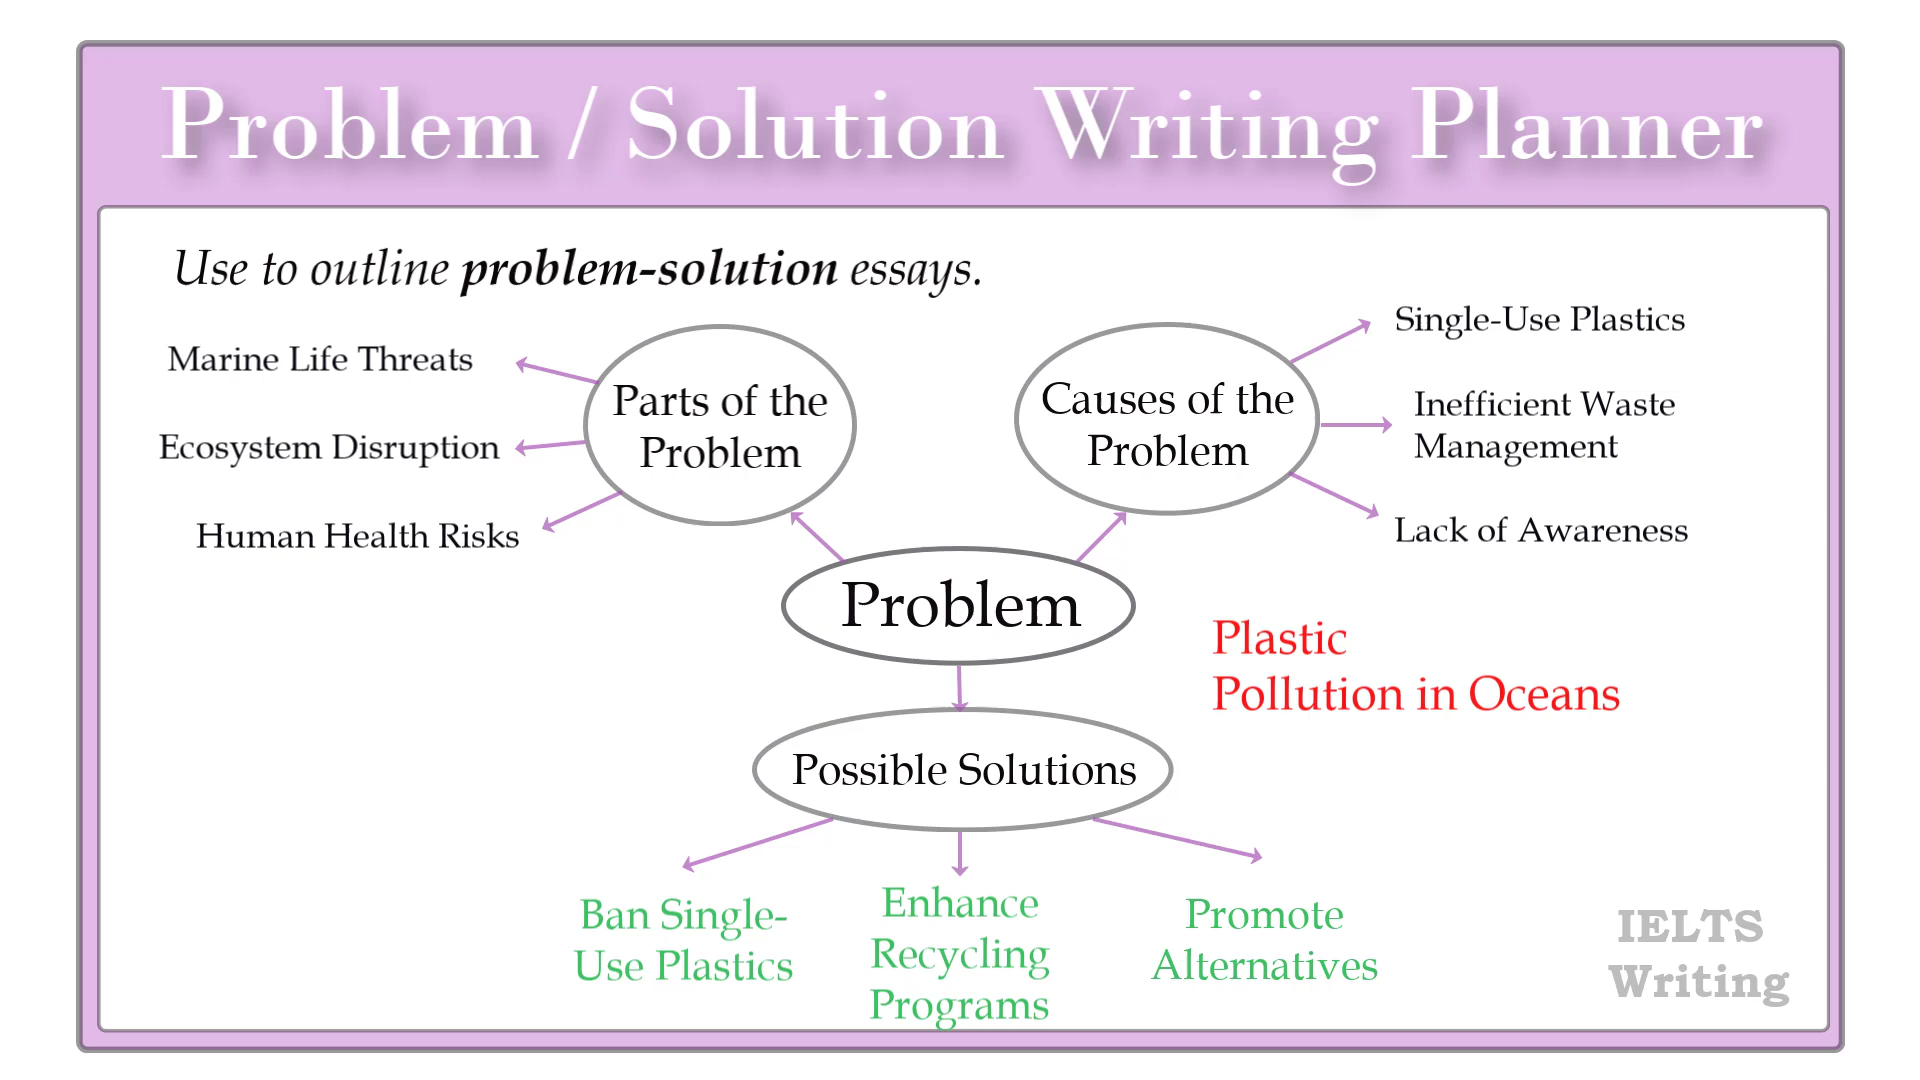 Problem / Solution Writing Planner
Use to outline problem-solution essays.
Marine Life Threats
Ecosystem Disruption
Human Health Risks
Parts of the
Problem
Causes of the
Problem
Single-Use Plastics
Inefficient Waste
Management
Lack of Awareness
Problem
Plastic
Pollution in Oceans
Possible Solutions
Ban Single-
Use Plastics
Enhance
Recycling
Programs
Promote
Alternatives
IELTS
Writing